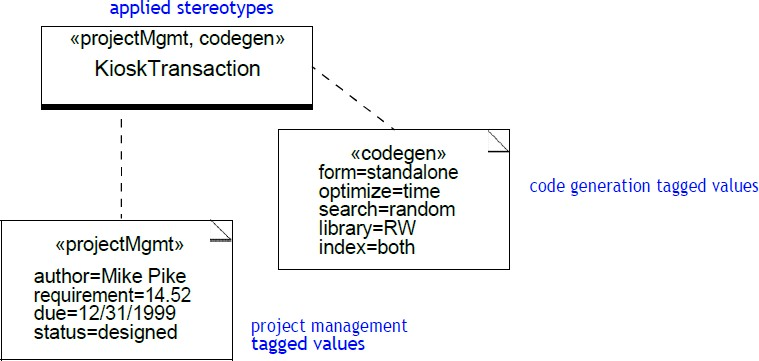 applied stereotypes
«projectMgmt, codegen»
KioskTransaction
«codegen»
form=standalone
optimize=time
search=random
library=RW
index=both
code generation tagged values
«projectMgmt»
author=Mike Pike
requirement=14.52
due=12/31/1999
status=designed
project management
tagged values